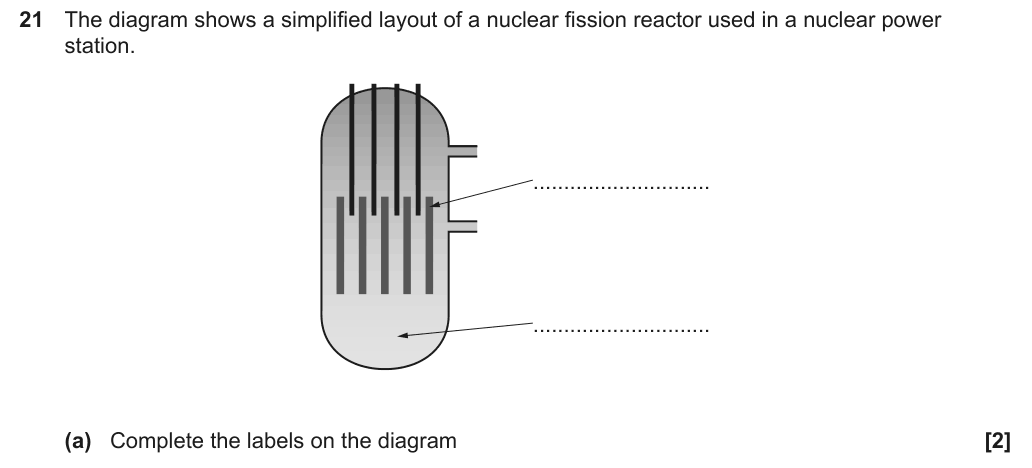 21 The diagram shows a simplified layout of a nuclear fission reactor used in a nuclear power
station.
............................
............................
(a) Complete the labels on the diagram [2]